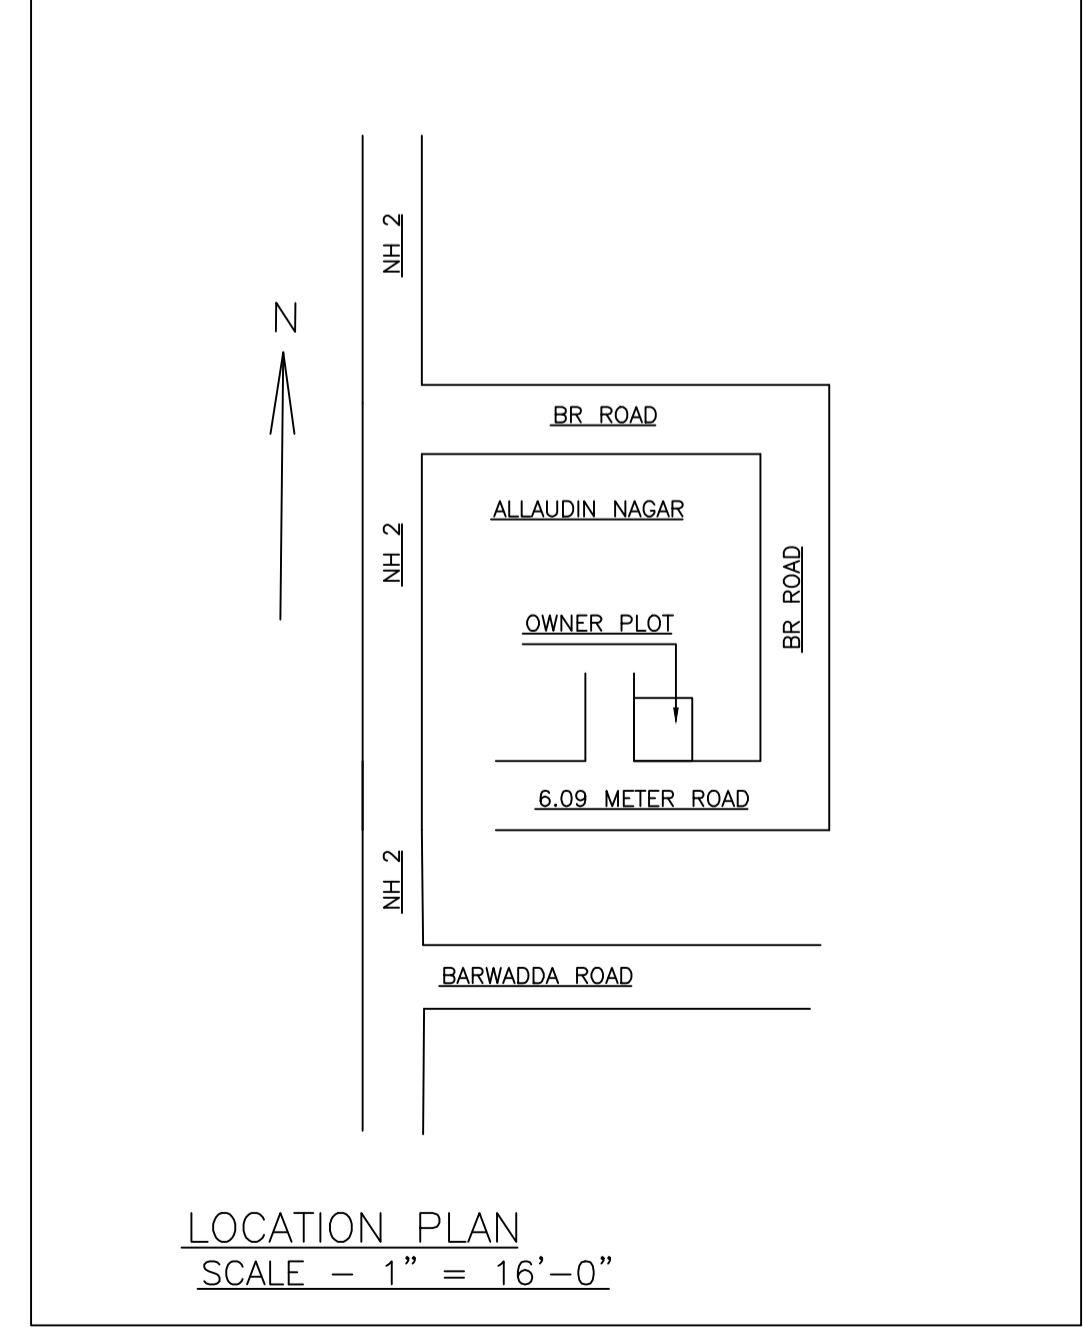 NH 2
N
BR ROAD
ALLAUDIN NAGAR
NH 2
BR ROAD
OWNER PLOT
6.09 METER ROAD
NH 2
BARWADDA ROAD
LOCATION PLAN
SCALE - 1" = 16'-0"